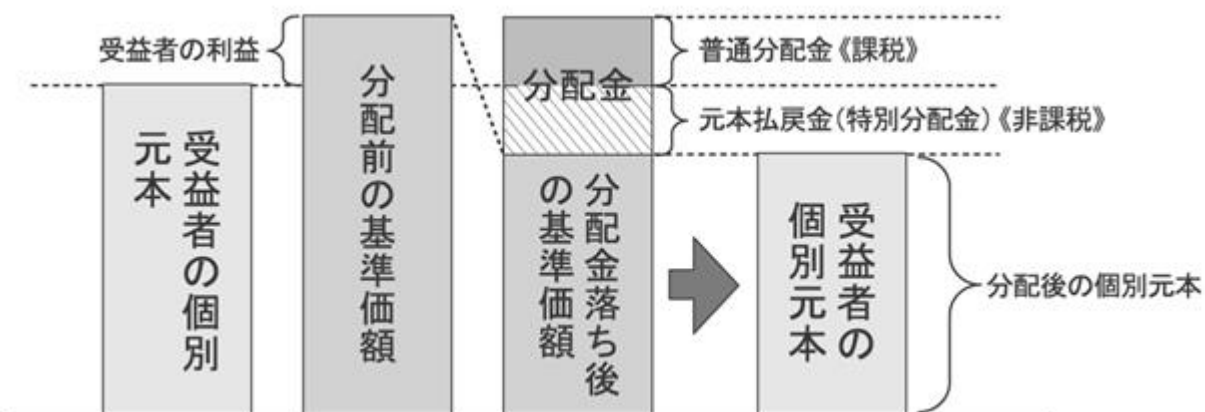 受益者の利益
普通分配金《課税》
分配金
元本払戻金(特別分配金)《非課税》
受益者の個別
元本
分配前の基準価額
分配金落ち後
の基準価額
受益者の
個別元本
分配後の個別元本